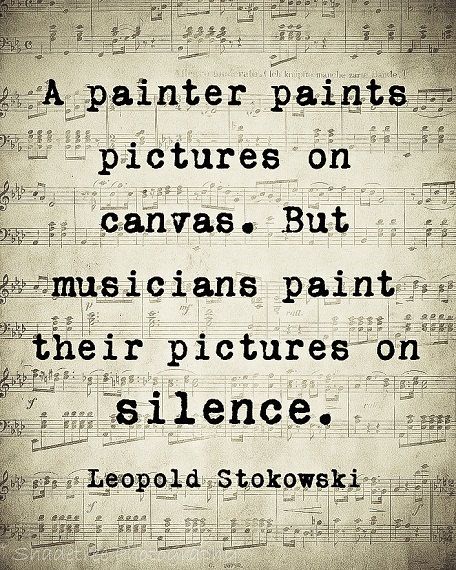 A painter paints
pictures on
canvas. But
musicians paint
their pictures on
silence.
Leopold Stokowski